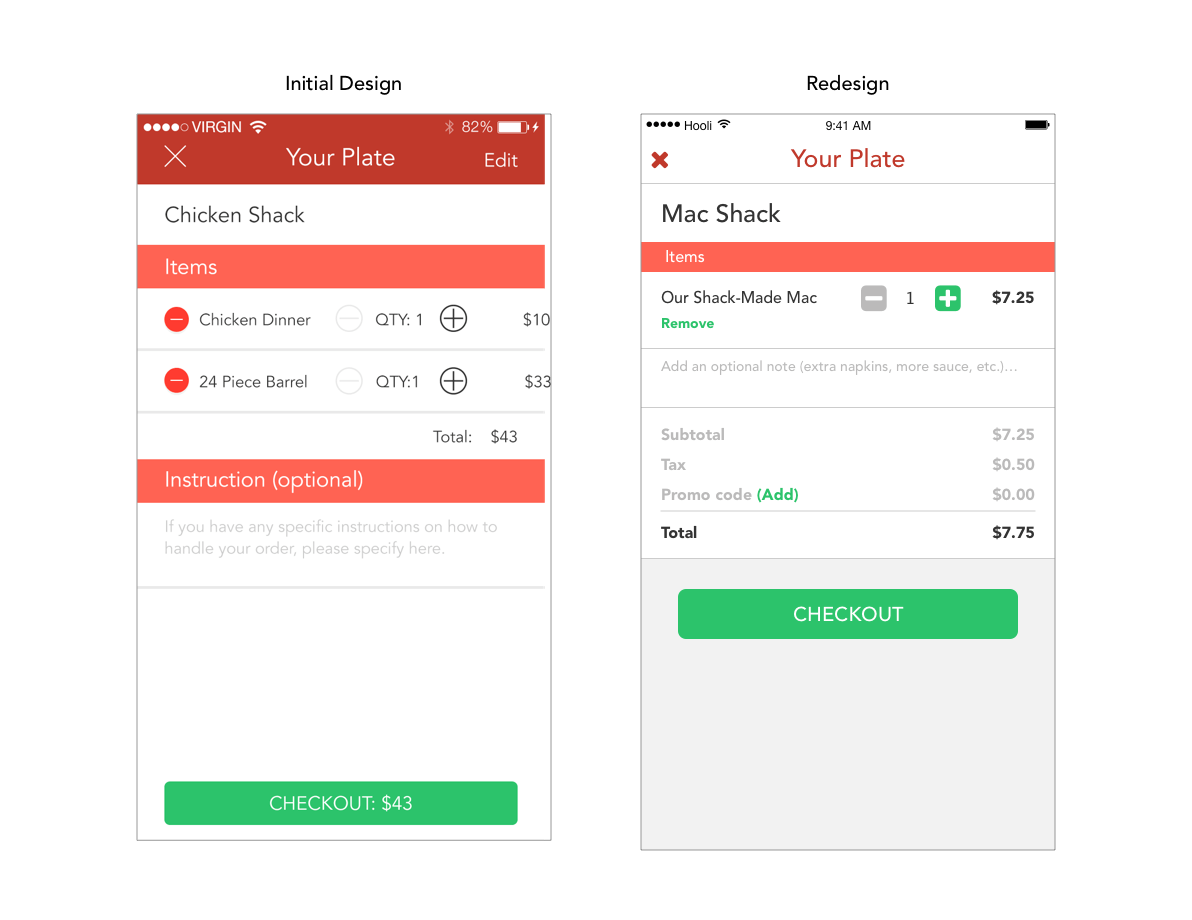 Initial Design
VIRGIN 82%
Your Plate Edit
Chicken Shack
Items
Chicken Dinner QTY: 1 $10
24 Piece Barrel QTY:1 $33
Total: $43
Instruction (optional)
If you have any specific instructions on how to
handle your order, please specify here.
CHECKOUT: $43
Redesign
Hooli 9:41 AM
Your Plate
Mac Shack
Items
Our Shack-Made Mac 1 $7.25
Remove
Add an optional note (extra napkins, more sauce, etc.)…
Subtotal $7.25
Tax $0.50
Promo code (Add) $0.00
Total $7.75
CHECKOUT